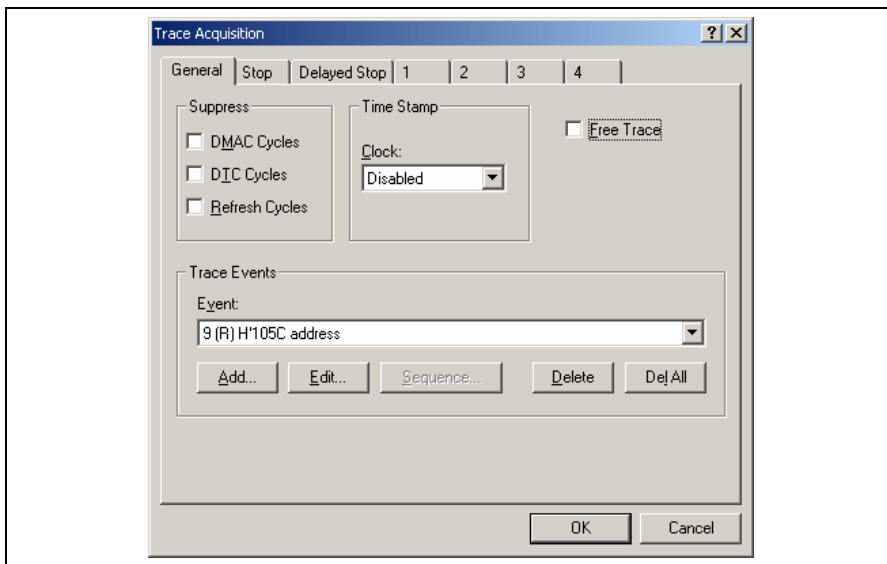 Trace Acquisition
General Stop Delayed Stop 1 2 3 4
Suppress
DMAC Cycles
DTC Cycles
Refresh Cycles
Time Stamp
Clock:
Disabled
Free Trace
Trace Events
Event:
9 (R) H'105C address
Add... Edit... Sequence... Delete Del All
OK Cancel